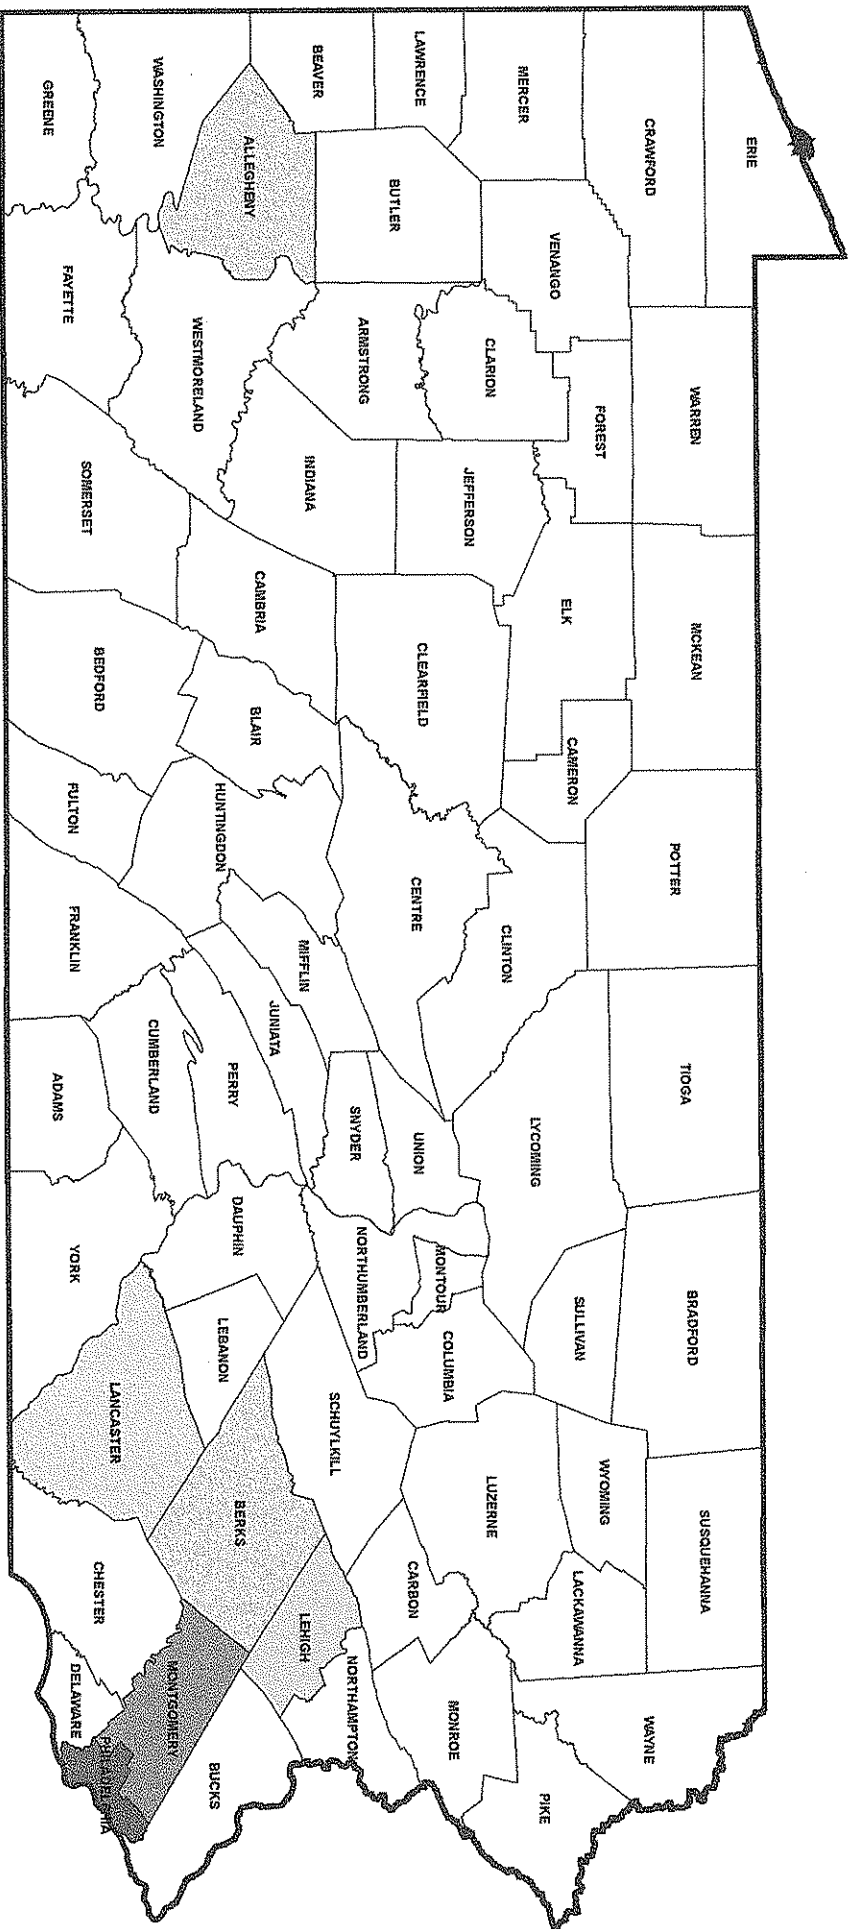 ERIE
CRAWFORD
WARREN
MCKEAN
POTTER
TIOGA
BRADFORD
SUSQUEHANNA
WAYNE
MERCER
VENANGO
FOREST
ELK
CAMERON
CLINTON
LYCOMING
SULLIVAN
WYOMING
LACKAWANNA
PIKE
LAWRENCE
BUTLER
CLARION
JEFFERSON
CLEARFIELD
CENTRE
UNION
MONTOUR
COLUMBIA
LUZERNE
MONROE
CARBON
BEAVER
ARMSTRONG
INDIANA
CAMBRIA
BLAIR
HUNTINGDON
MIFFLIN
JUNIATA
SNYDER
NORTHUMBERLAND
SCHUYLKILL
LEHIGH
NORTHAMPTON
ALLEGHENY
WESTMORELAND
PERRY
DAUPHIN
LEBANON
BERKS
BUCKS
MONTGOMERY
WASHINGTON
GREENE
FAYETTE
SOMERSET
BEDFORD
FULTON
FRANKLIN
CUMBERLAND
ADAMS
YORK
LANCASTER
CHESTER
DELAWARE
PHILADELPHIA